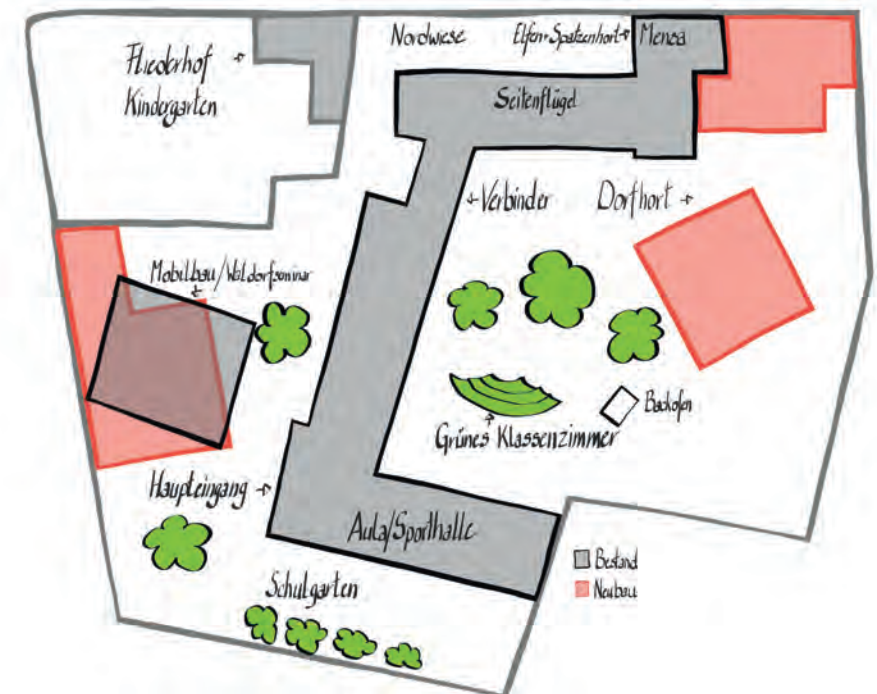 Nordwiese
Elfen+Spatzenhort
Mensa
Fliederhof
Kindergarten
Seitenflügel
Verbinder
Dorfhort
Mobilbau/Waldorfseminar
Backofen
Grünes Klassenzimmer
Haupteingang
Aula/Sporthalle
Bestand
Neubau
Schulgarten